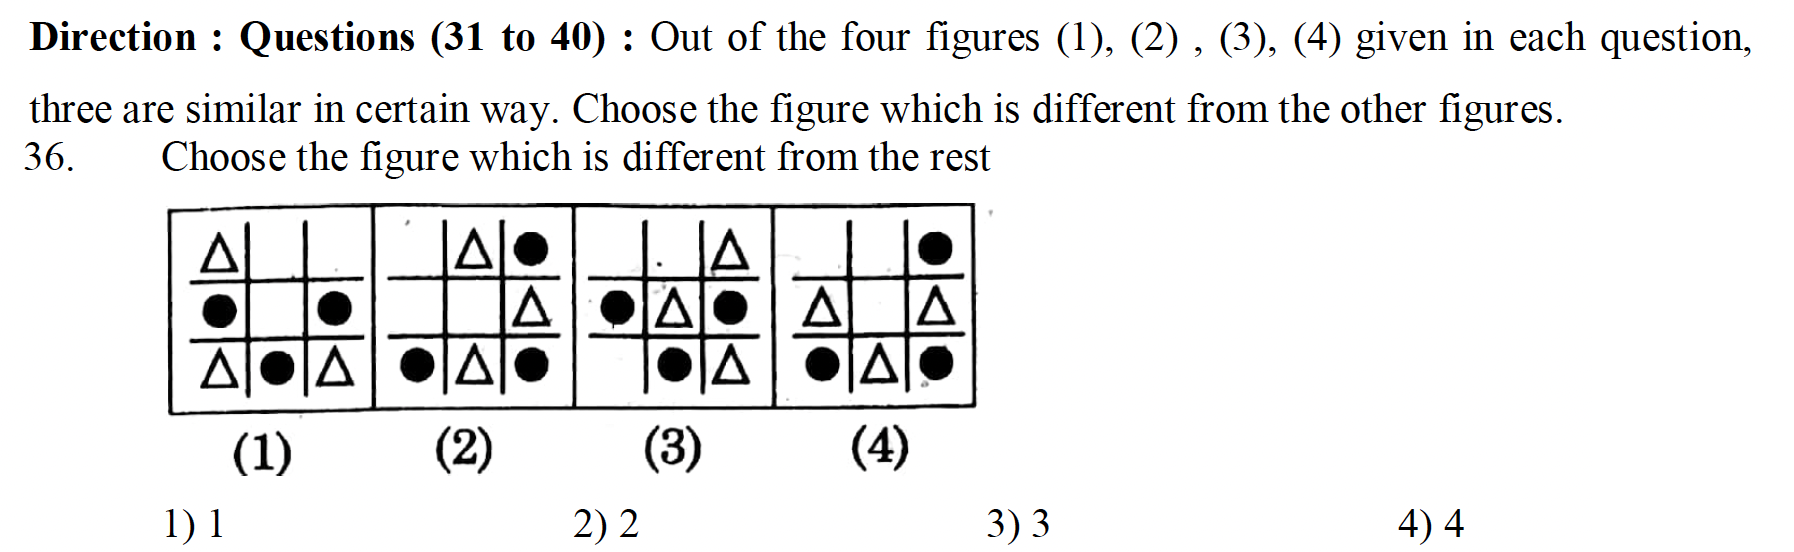 Direction : Questions (31 to 40) : Out of the four figures (1), (2) , (3), (4) given in each question,
three are similar in certain way. Choose the figure which is different from the other figures.
36. Choose the figure which is different from the rest
(1) (2) (3) (4)
1) 1 2) 2 3) 3 4) 4